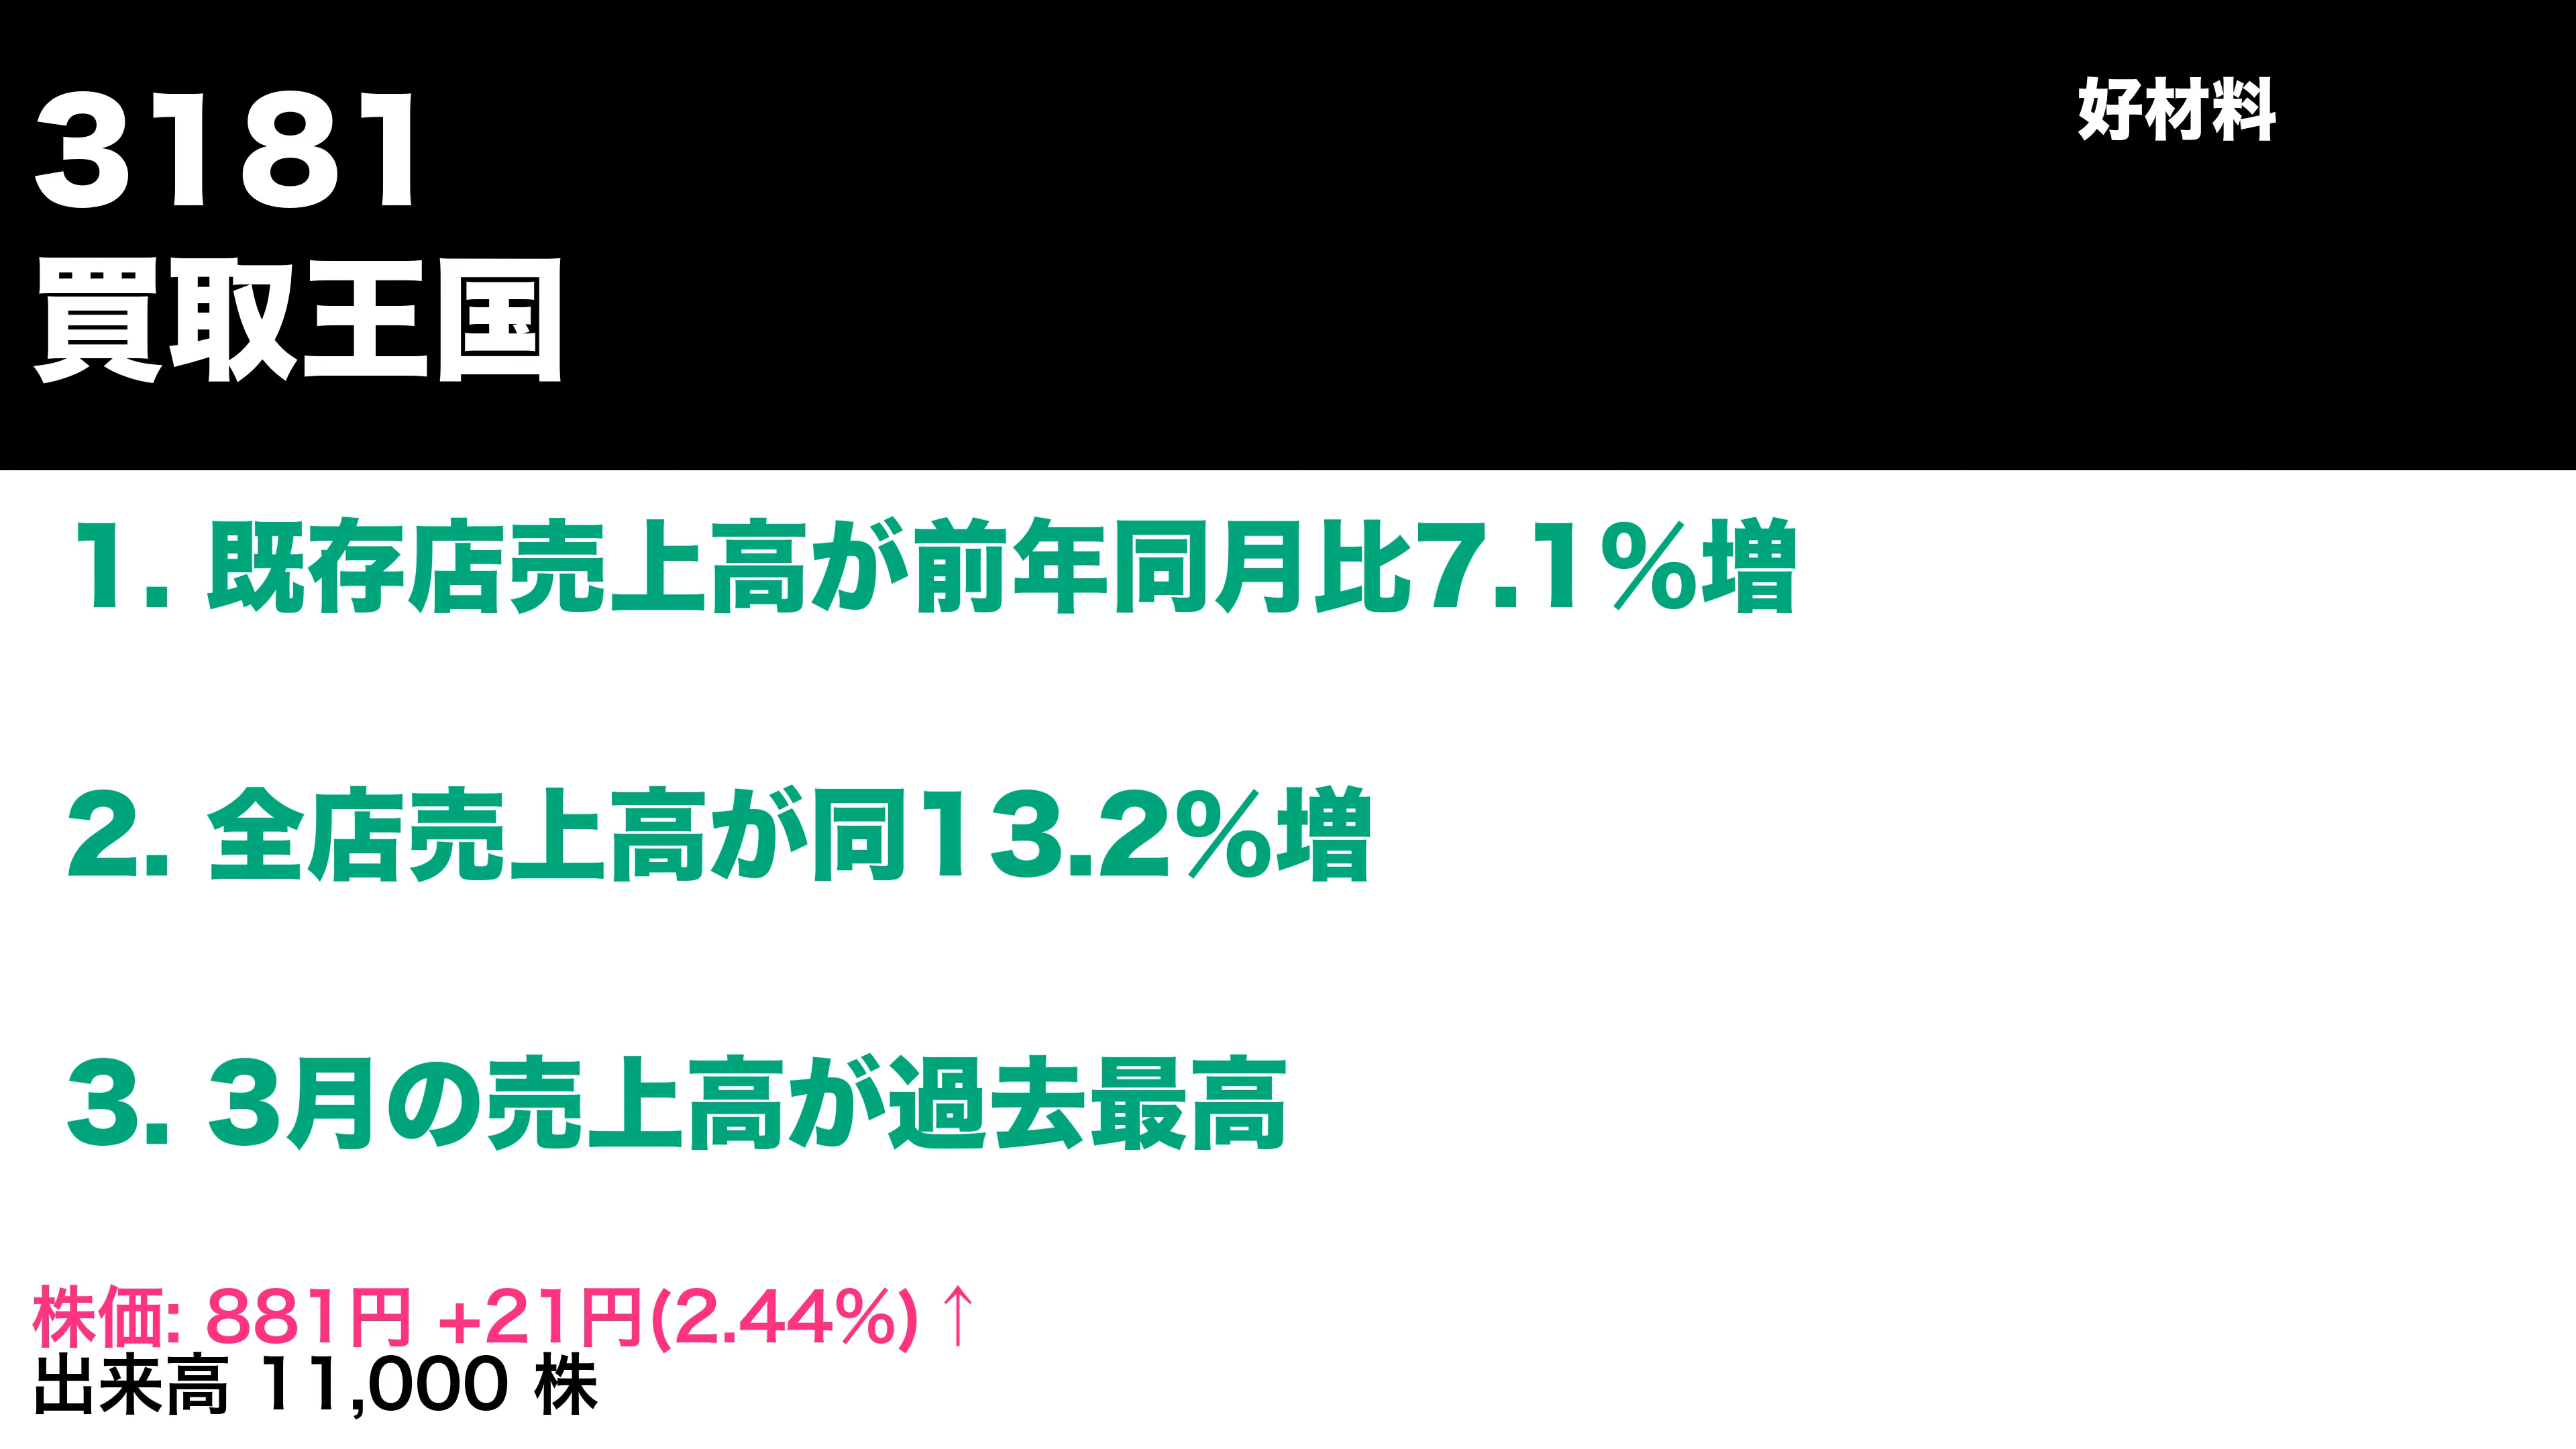 3181
好材料
買取王国
1. 既存店売上高が前年同月比7.1%増
2. 全店売上高が同13.2%増
3. 3月の売上高が過去最高
株価: 881円 +21円(2.44%)↑
出来高 11,000 株